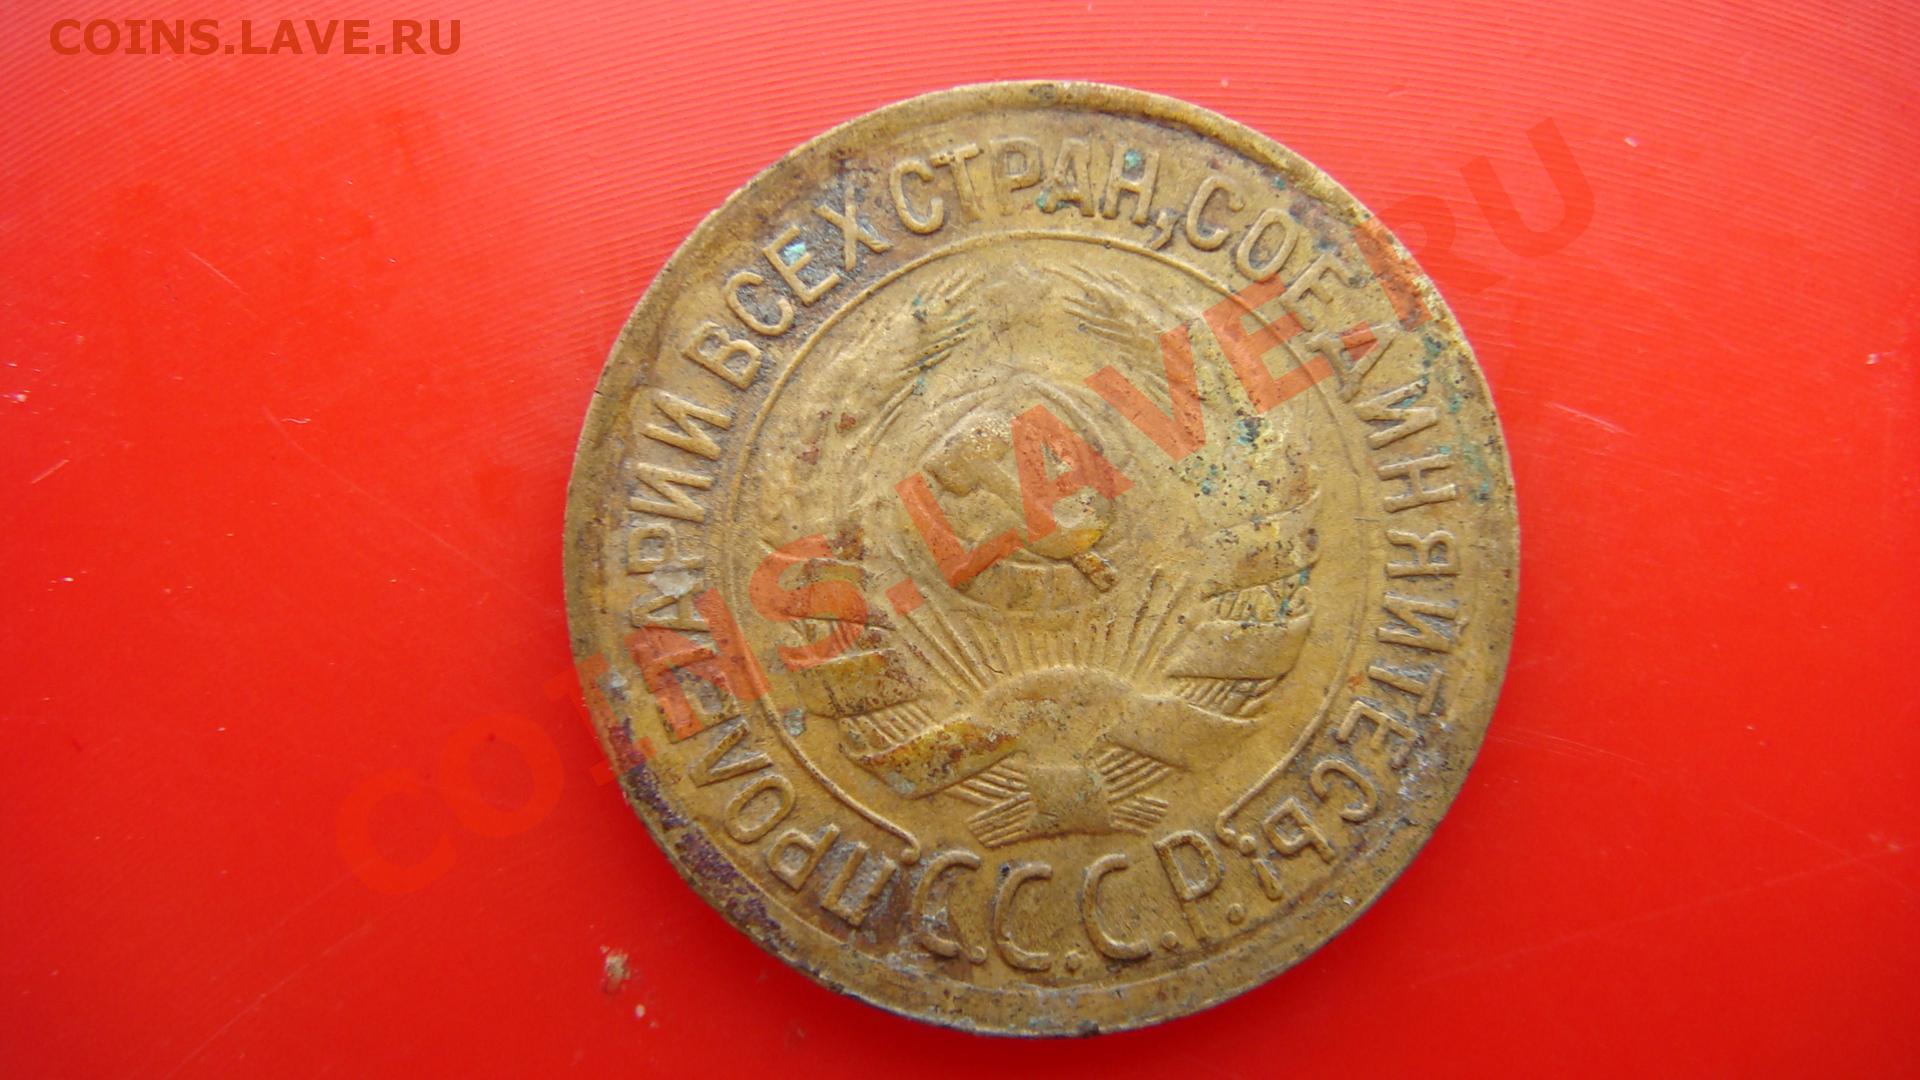 COINS.LAVE.RU
ПРОЛЕТАРИИ ВСЕХ СТРАН, СОЕДИНЯЙТЕСЬ!
С.С.С.Р.
COINS.LAVE.RU